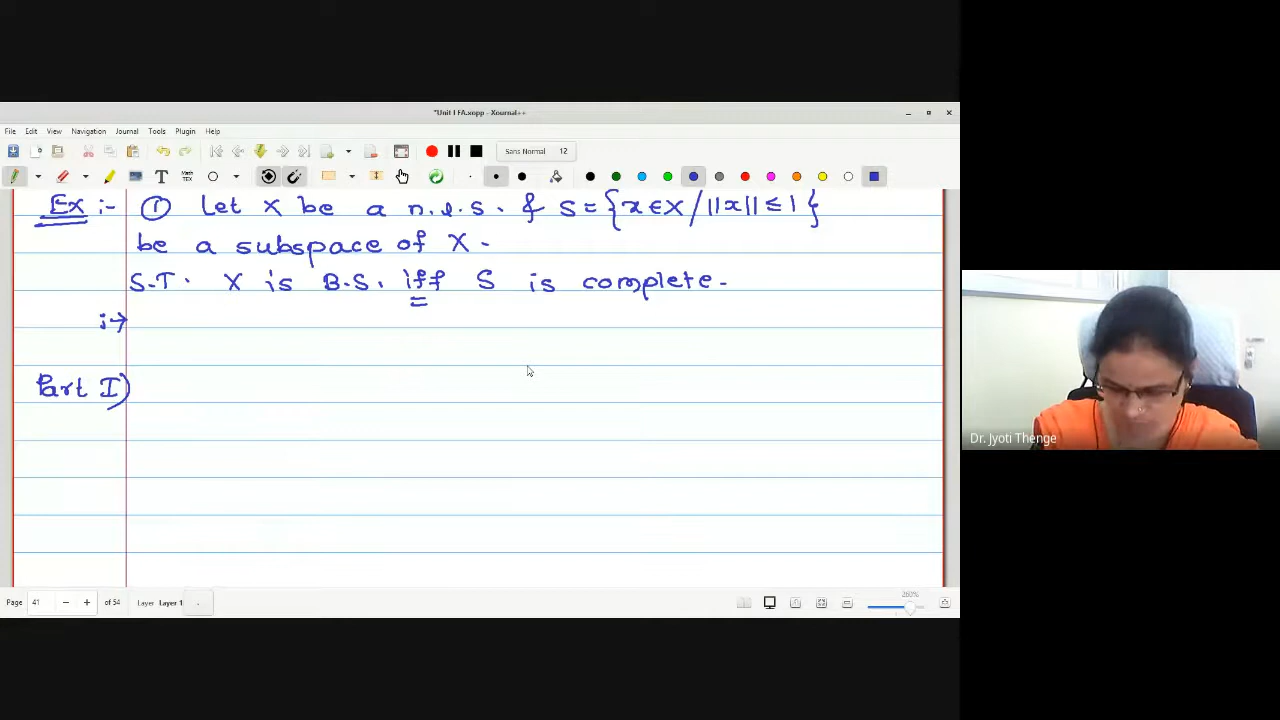 *Unit I FA.xopp - Xournal++
File Edit View Navigation Journal Tools Plugin Help
Sans Normal 12
Ex :- ① Let X be a n.l.s. & S = {x∈X / ||x|| ≤ 1}
be a subspace of X.
S.T. X is B.S. iff S is complete.
:→
Part I)
Dr. Jyoti Thenge
Page 41 of 54 Layer Layer 1
260%